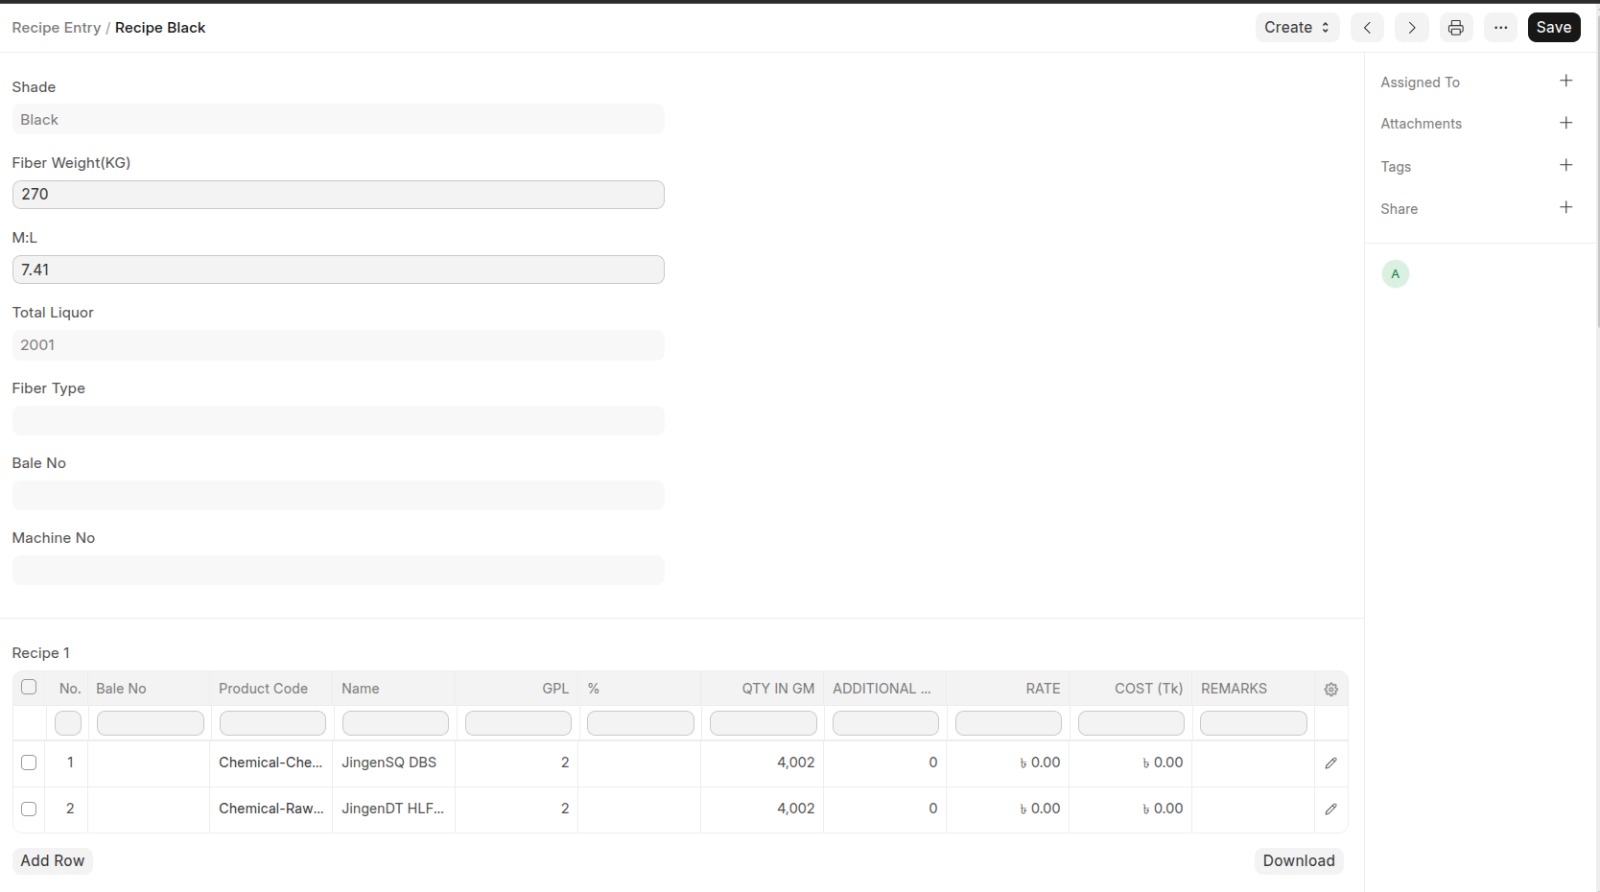 Recipe Entry / Recipe Black
Create
Save
Shade
Black
Fiber Weight(KG)
270
M:L
7.41
Total Liquor
2001
Fiber Type
Bale No
Machine No
Assigned To
Attachments
Tags
Share
A
Recipe 1
No. Bale No Product Code Name GPL % QTY IN GM ADDITIONAL ... RATE COST (Tk) REMARKS
1 Chemical-Che... JingenSQ DBS 2 4,002 0 ৳ 0.00 ৳ 0.00
2 Chemical-Raw... JingenDT HLF... 2 4,002 0 ৳ 0.00 ৳ 0.00
Add Row
Download